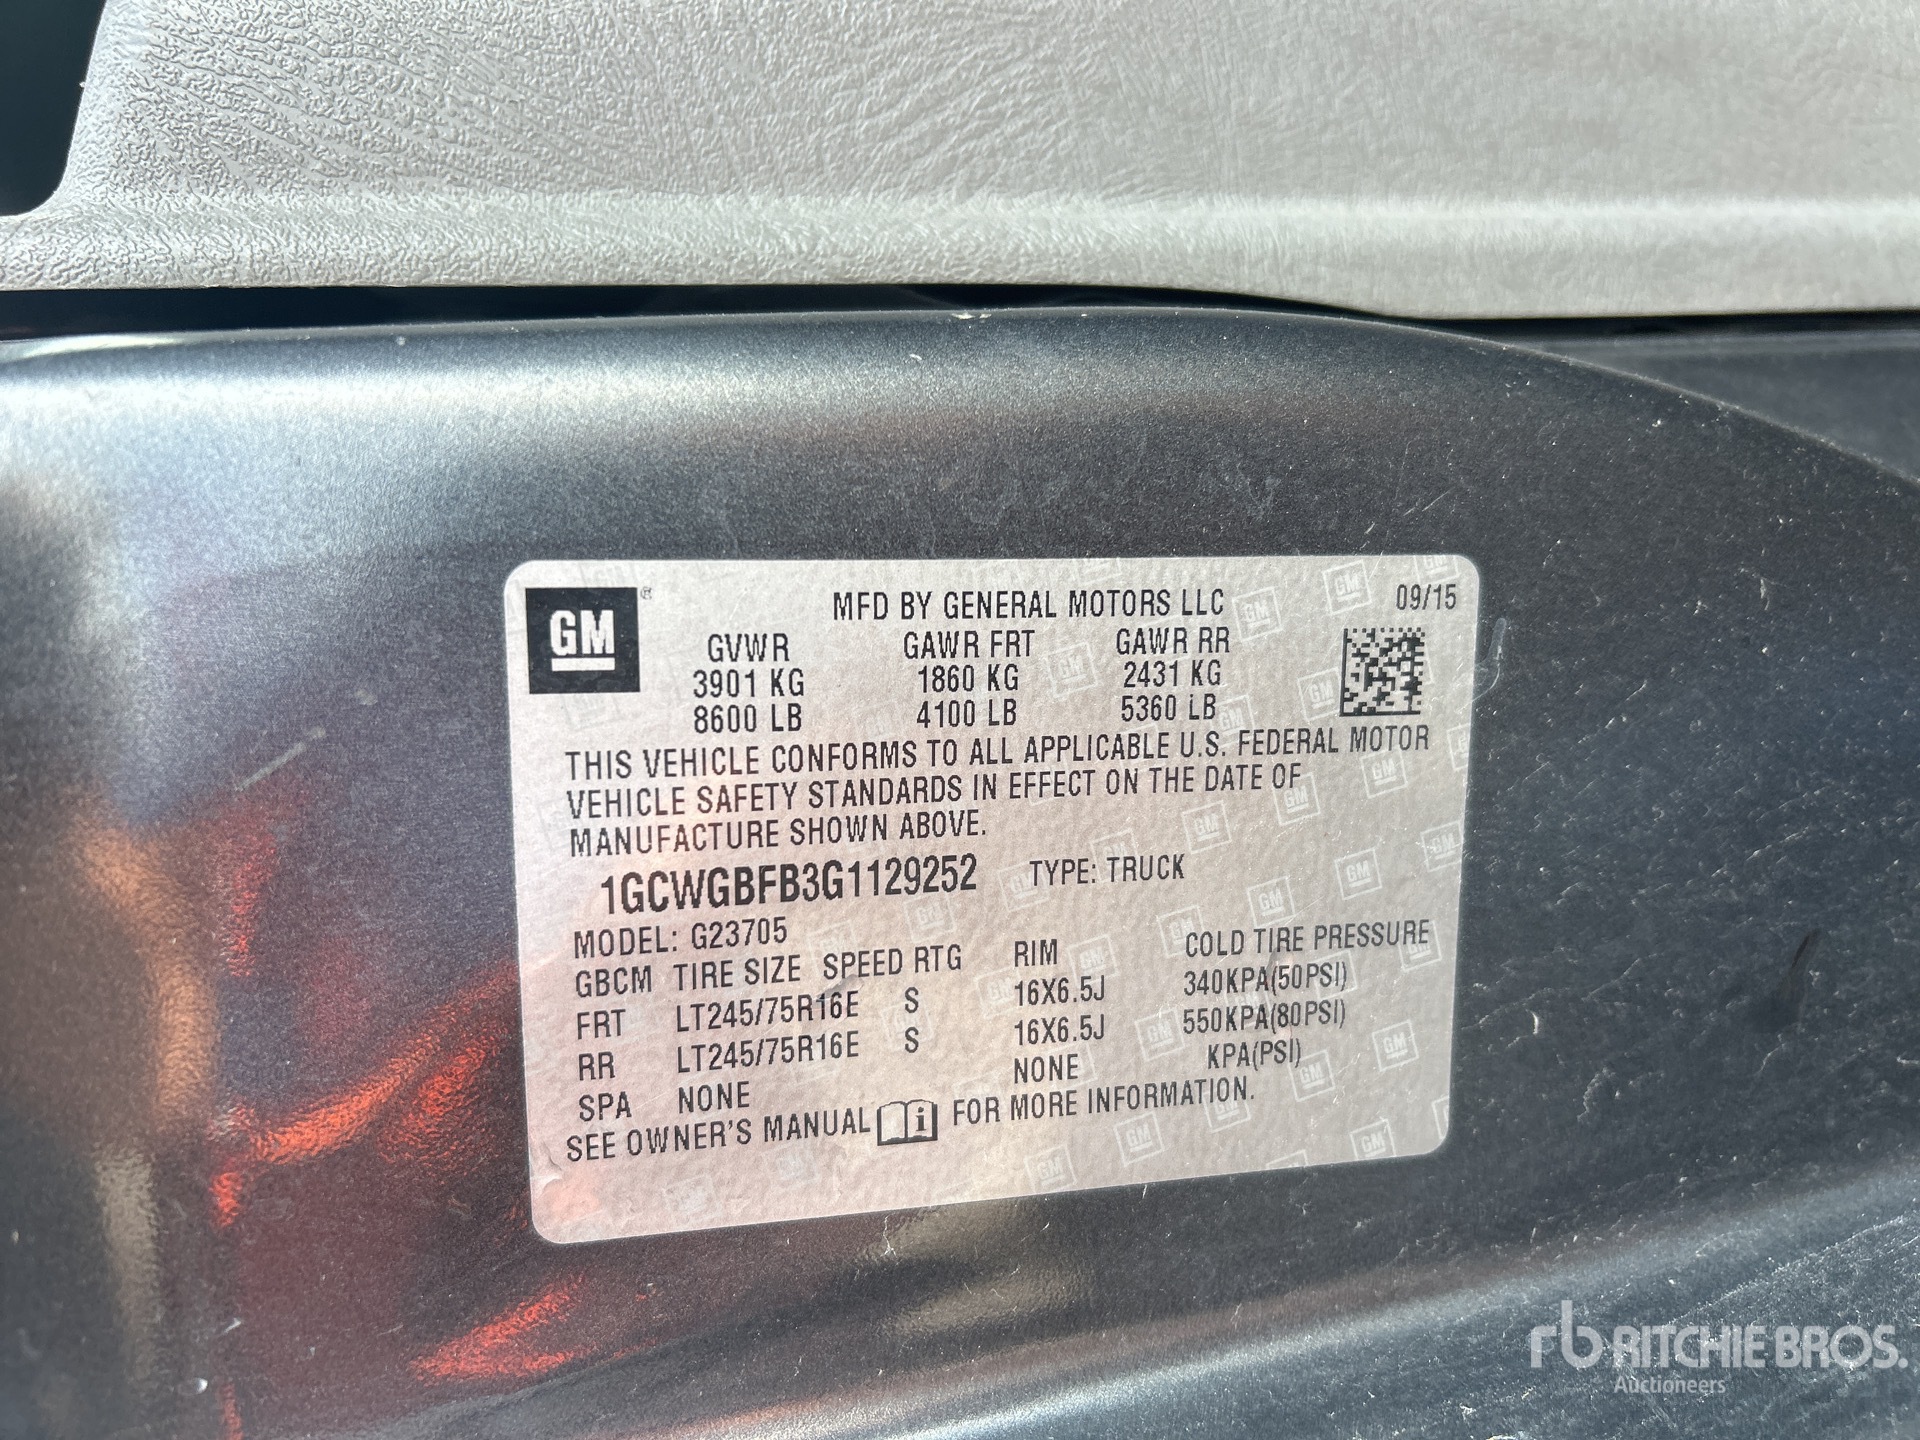 GM®
MFD BY GENERAL MOTORS LLC 09/15
GVWR GAWR FRT GAWR RR
3901 KG 1860 KG 2431 KG
8600 LB 4100 LB 5360 LB
THIS VEHICLE CONFORMS TO ALL APPLICABLE U.S. FEDERAL MOTOR
VEHICLE SAFETY STANDARDS IN EFFECT ON THE DATE OF
MANUFACTURE SHOWN ABOVE.
1GCWGBFB3G1129252 TYPE: TRUCK
MODEL: G23705
GBCM TIRE SIZE SPEED RTG RIM COLD TIRE PRESSURE
FRT LT245/75R16E S 16X6.5J 340KPA(50PSI)
RR LT245/75R16E S 16X6.5J 550KPA(80PSI)
SPA NONE NONE KPA(PSI)
SEE OWNER'S MANUAL i FOR MORE INFORMATION.
rb RITCHIE BROS.
Auctioneers